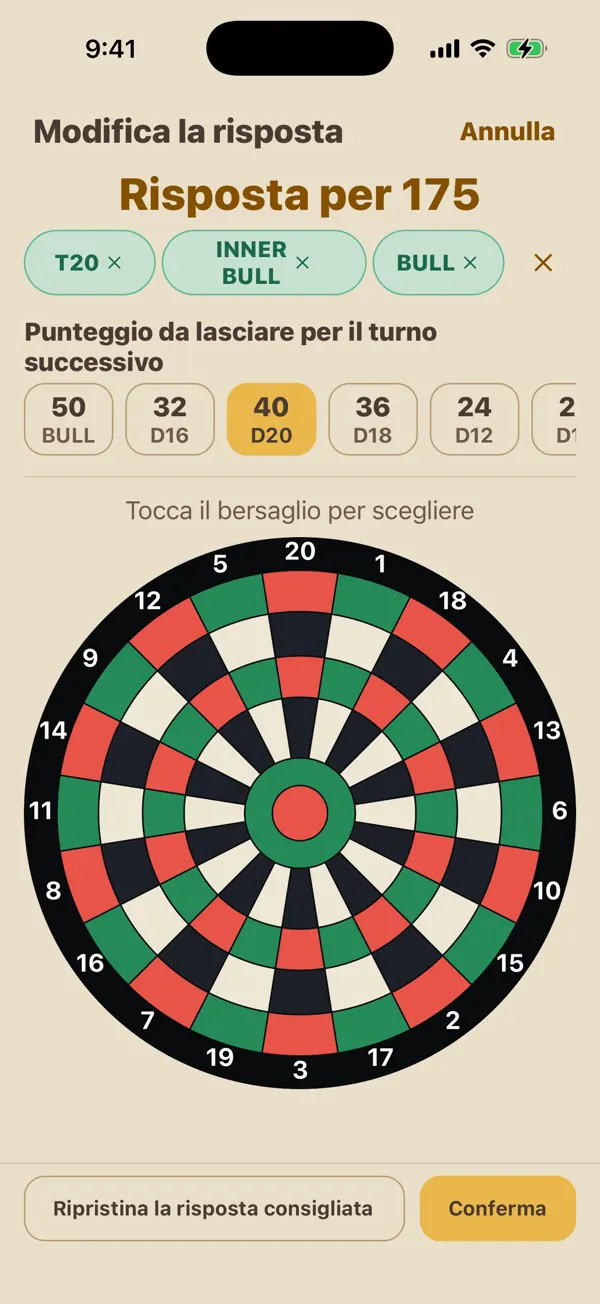 9:41
Modifica la risposta
Annulla
Risposta per 175
T20 ×
INNER
BULL ×
BULL ×
×
Punteggio da lasciare per il turno
successivo
50
BULL
32
D16
40
D20
36
D18
24
D12
Tocca il bersaglio per scegliere
20
1
18
4
13
6
10
15
2
17
3
19
7
16
8
11
14
9
12
5
Ripristina la risposta consigliata
Conferma